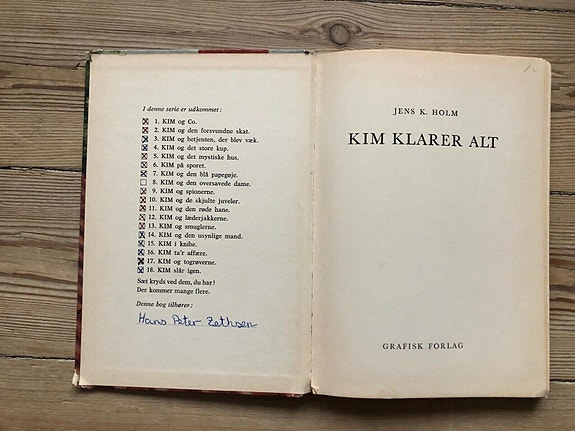 I denne serie er udkommet:
1. KIM og Co.
2. KIM og den forsvundne skat.
3. KIM og betjenten, der blev væk.
4. KIM og det store kup.
5. KIM og det mystiske hus.
6. KIM på sporet.
7. KIM og den blå papegøje.
8. KIM og den oversavede dame.
9. KIM og spionerne.
10. KIM og de skjulte juveler.
11. KIM og den røde hane.
12. KIM og læderjakkerne.
13. KIM og smuglerne.
14. KIM og den usynlige mand.
15. KIM i knibe.
16. KIM ta'r affære.
17. KIM og togrøverne.
18. KIM slår igen.
Sæt kryds ved dem, du har!
Der kommer mange flere.
Denne bog tilhører:
Hans Peter Zethsen
JENS K. HOLM
KIM KLARER ALT
GRAFISK FORLAG